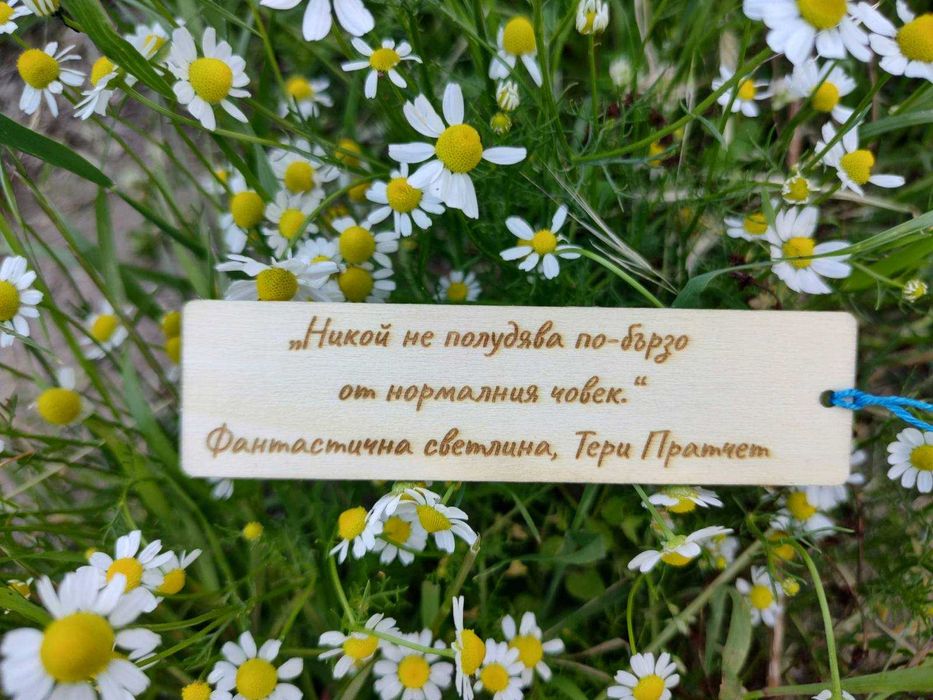 „Никой не полудява по-бързо
от нормалния човек.“
Фантастична светлина, Тери Пратчет